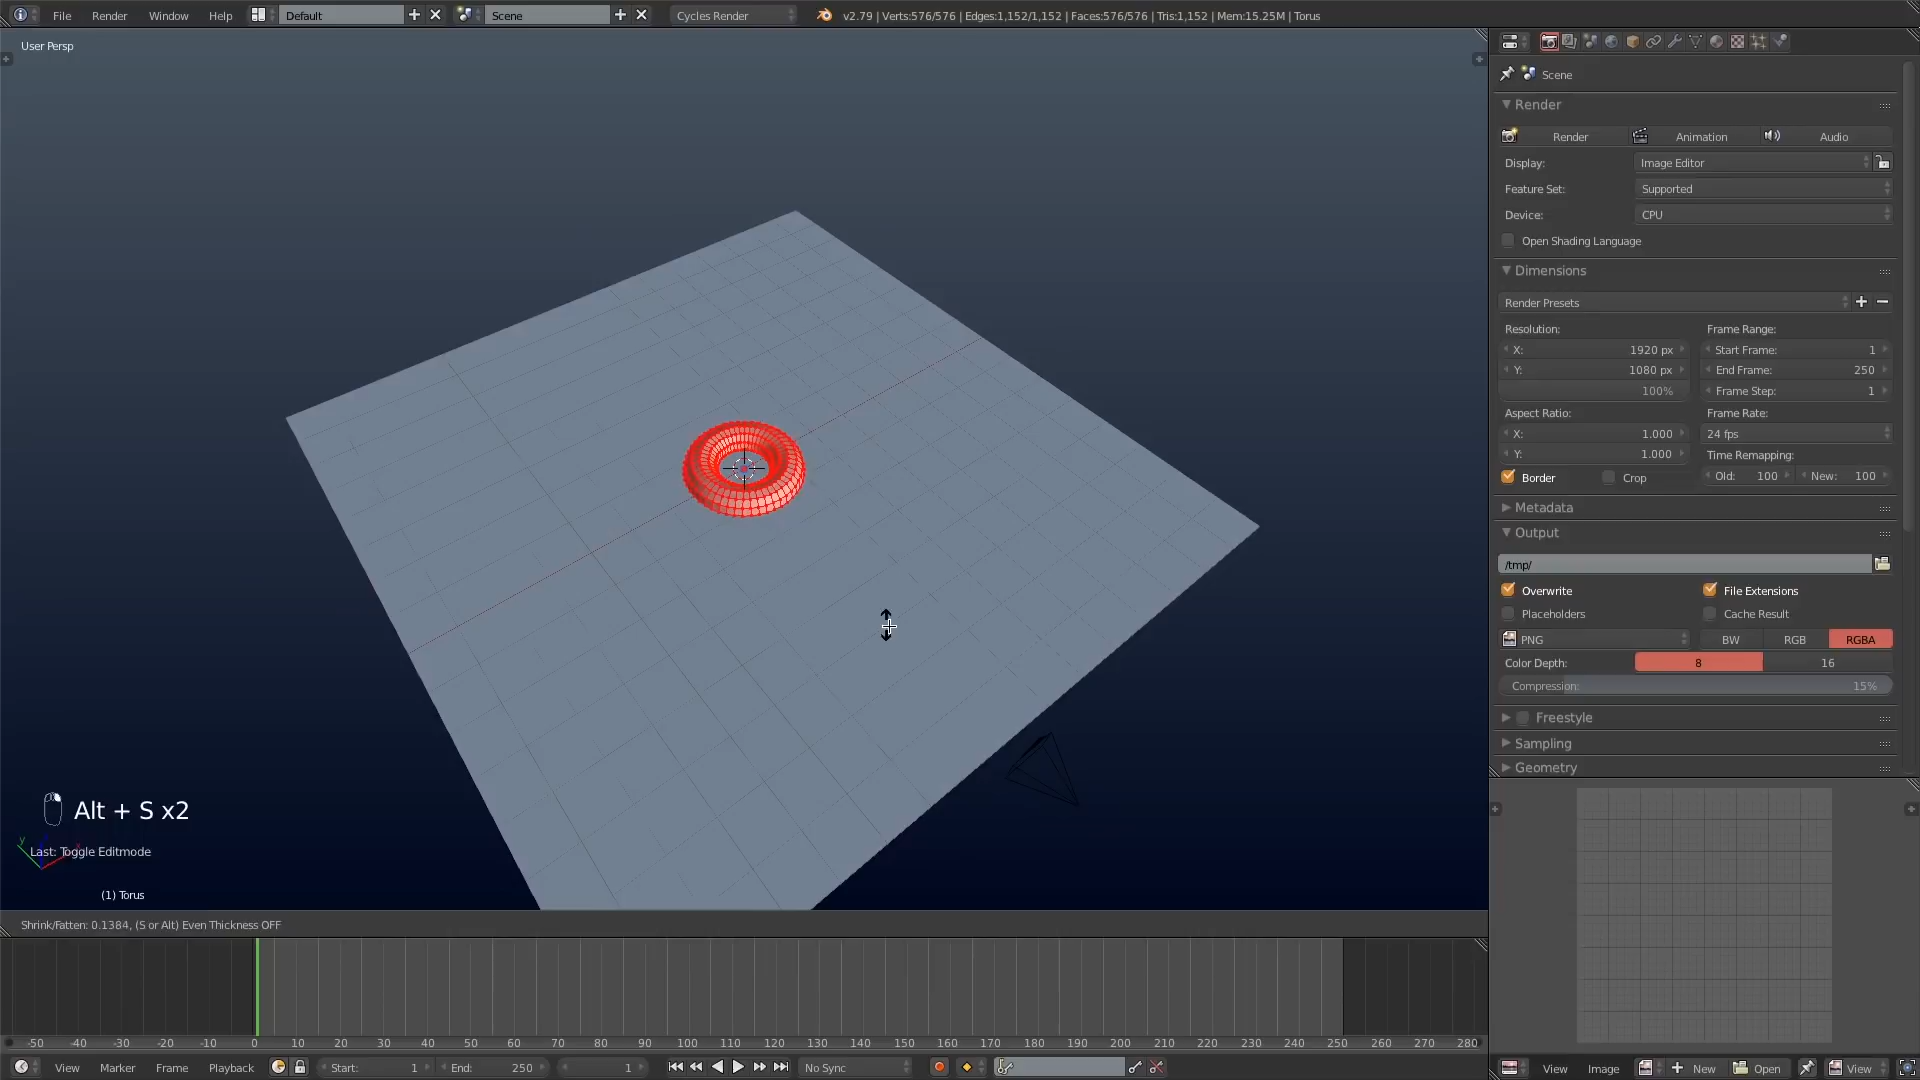 File Render Window Help Default Scene Cycles Render v2.79 | Verts:576/576 | Edges:1,152/1,152 | Faces:576/576 | Tris:1,152 | Mem:15.25M | Torus
User Persp
Scene
Render
Render Animation Audio
Display: Image Editor
Feature Set: Supported
Device: CPU
Open Shading Language
Dimensions
Render Presets
Resolution: Frame Range:
X: 1920 px Start Frame: 1
Y: 1080 px End Frame: 250
100% Frame Step: 1
Aspect Ratio: Frame Rate:
X: 1.000 24 fps
Y: 1.000 Time Remapping:
Border Crop Old: 100 New: 100
Metadata
Output
/tmp/
Overwrite File Extensions
Placeholders Cache Result
PNG BW RGB RGBA
Color Depth: 8 16
Compression: 15%
Freestyle
Sampling
Geometry
Alt + S x2
y
Last: Toggle Editmode
(1) Torus
Shrink/Fatten: 0.1384, (S or Alt) Even Thickness OFF
-50 -40 -30 -20 -10 0 10 20 30 40 50 60 70 80 90 100 110 120 130 140 150 160 170 180 190 200 210 220 230 240 250 260 270 280
View Marker Frame Playback Start: 1 End: 250 1 No Sync
View Image New Open View